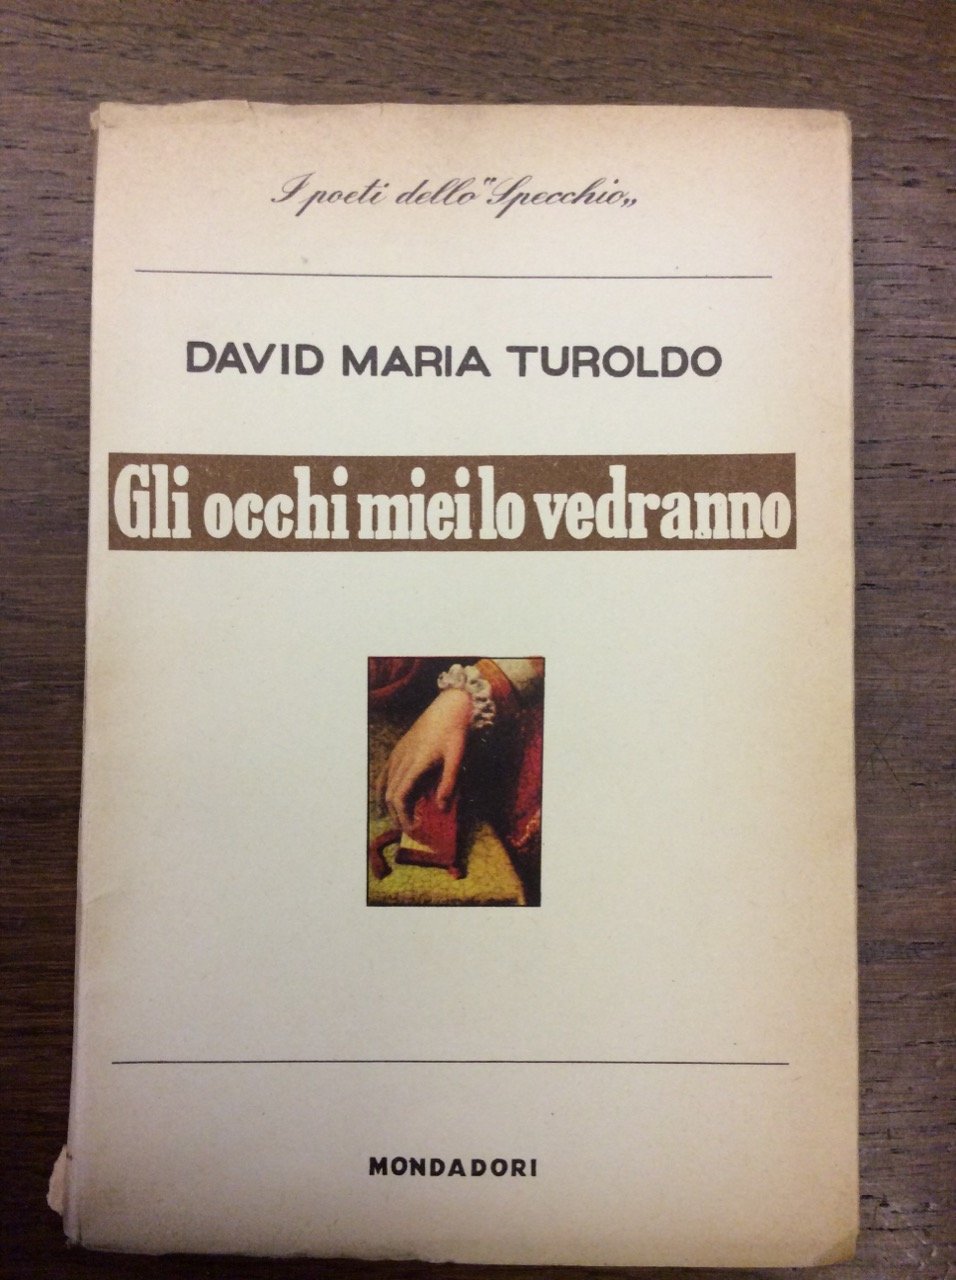 I poeti dello "Specchio„
DAVID MARIA TUROLDO
Gli occhi miei lo vedranno
MONDADORI